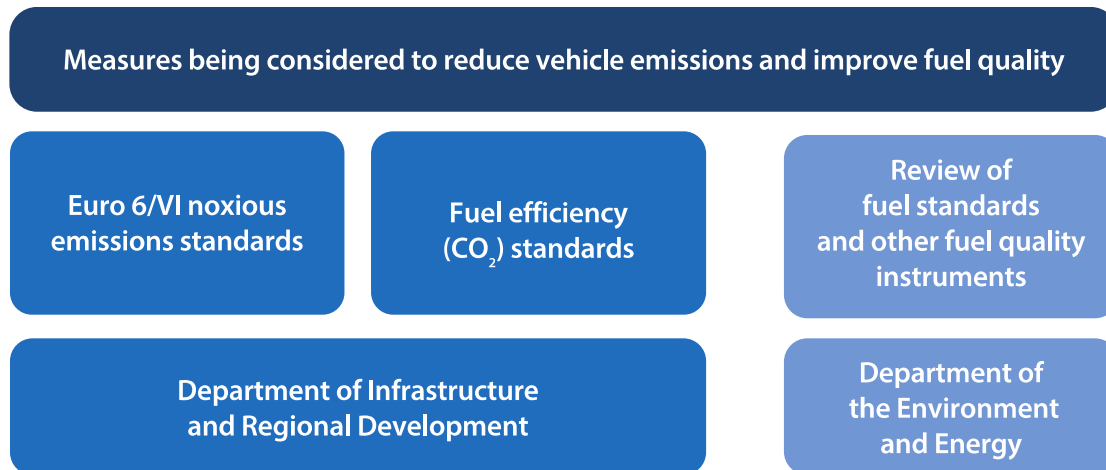 Measures being considered to reduce vehicle emissions and improve fuel quality
Euro 6/VI noxious
emissions standards
Fuel efficiency
(CO₂) standards
Review of
fuel standards
and other fuel quality
instruments
Department of Infrastructure
and Regional Development
Department of
the Environment
and Energy